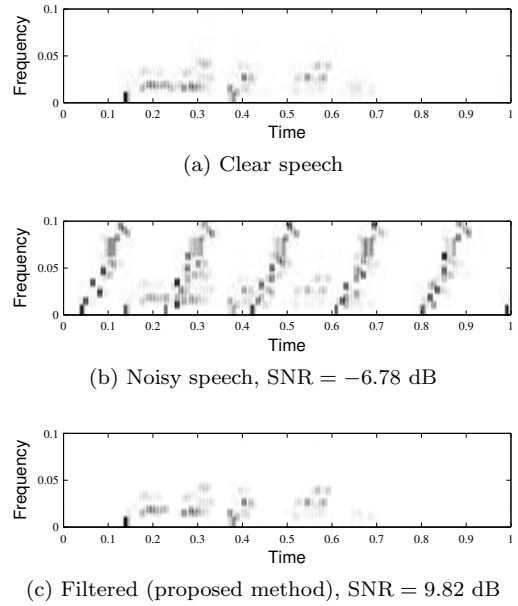 Frequency
0.1
0.05
0
0 0.1 0.2 0.3 0.4 0.5 0.6 0.7 0.8 0.9 1
Time
(a) Clear speech
Frequency
0.1
0.05
0
0 0.1 0.2 0.3 0.4 0.5 0.6 0.7 0.8 0.9 1
Time
(b) Noisy speech, SNR = −6.78 dB
Frequency
0.1
0.05
0
0 0.1 0.2 0.3 0.4 0.5 0.6 0.7 0.8 0.9 1
Time
(c) Filtered (proposed method), SNR = 9.82 dB